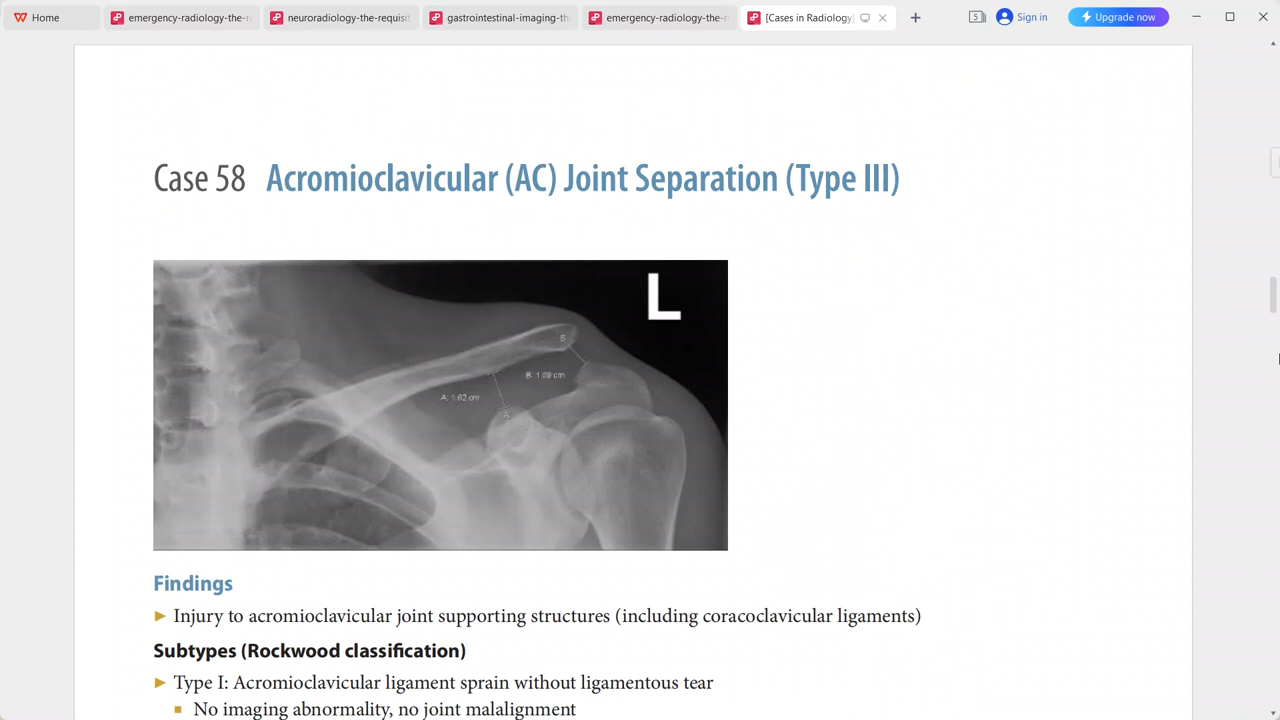 Home
emergency-radiology-the-r
neuroradiology-the-requisit
gastrointestinal-imaging-th
emergency-radiology-the-r
[Cases in Radiology]
5
Sign in
Upgrade now
Case 58 Acromioclavicular (AC) Joint Separation (Type III)
L
B
B: 1.09 cm
A: 1.62 cm
A
Findings
► Injury to acromioclavicular joint supporting structures (including coracoclavicular ligaments)
Subtypes (Rockwood classification)
► Type I: Acromioclavicular ligament sprain without ligamentous tear
■ No imaging abnormality, no joint malalignment